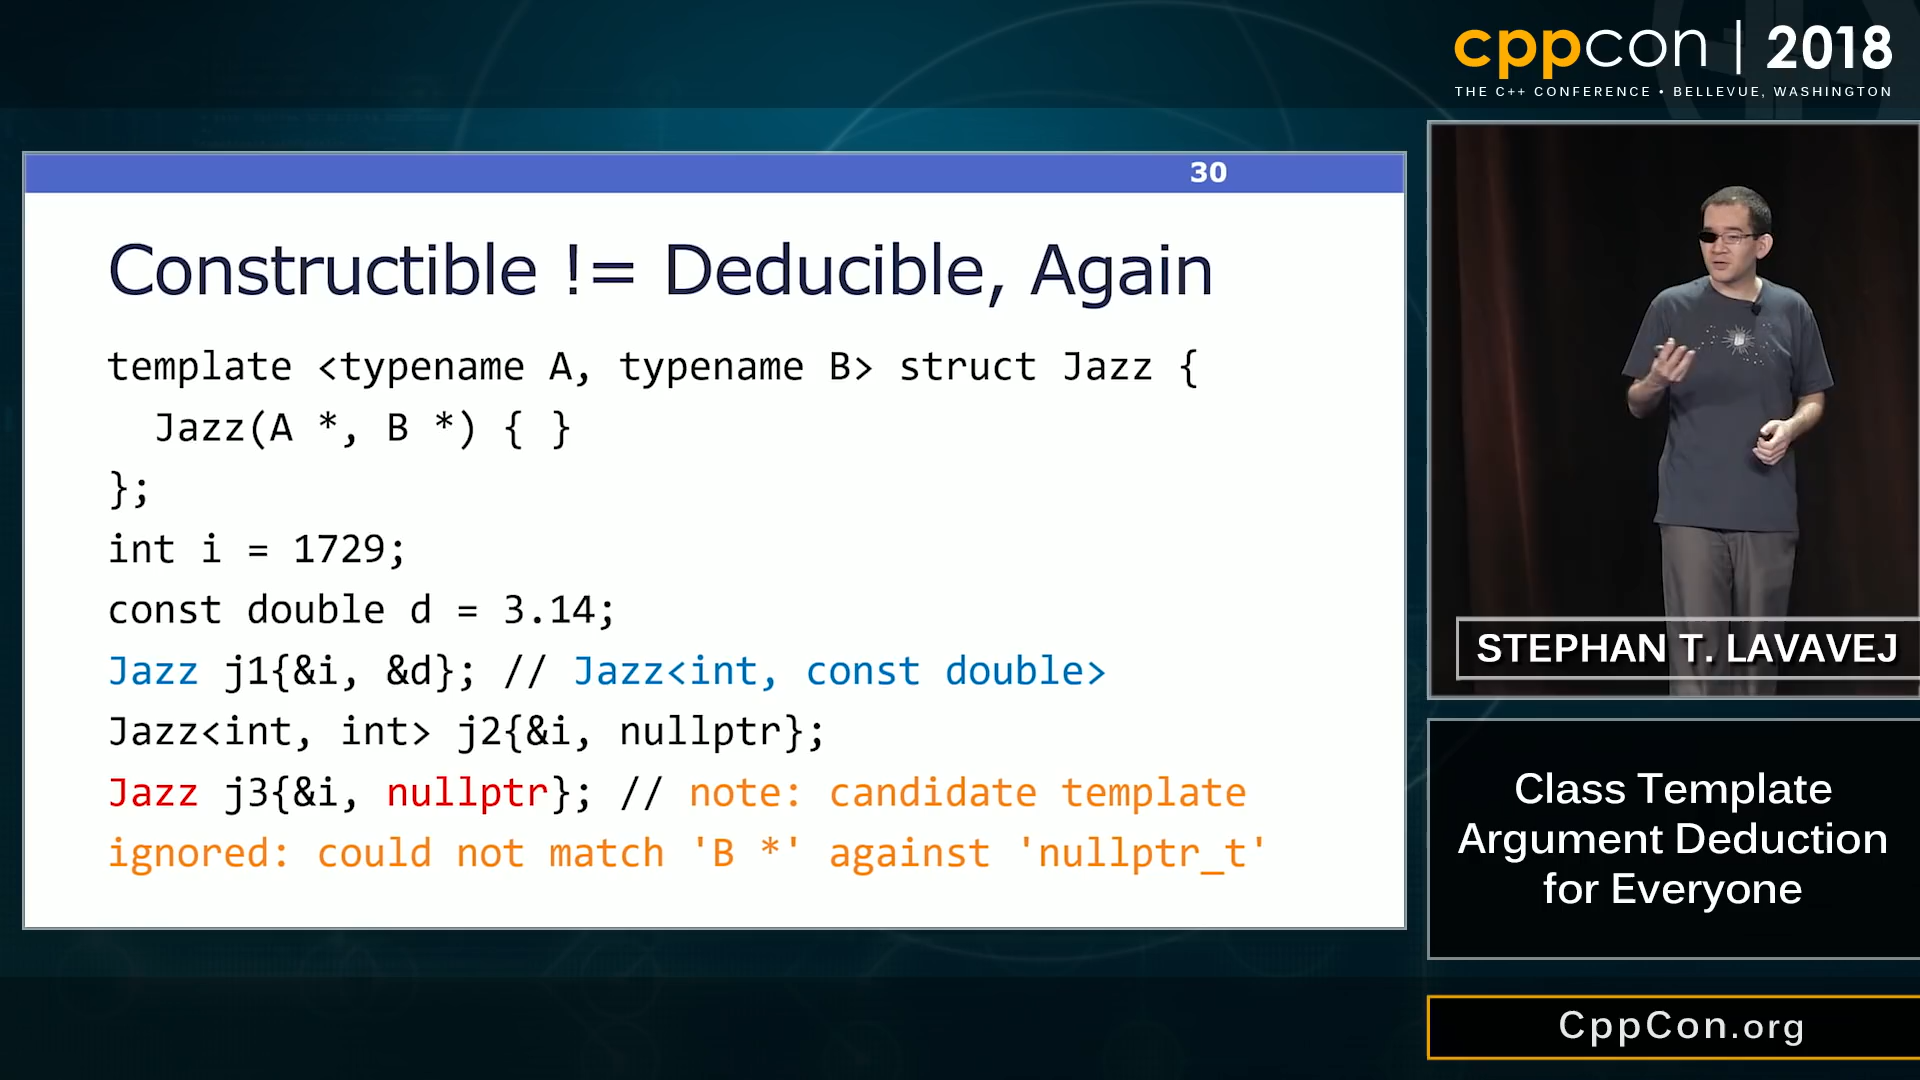 cppcon | 2018
THE C++ CONFERENCE • BELLEVUE, WASHINGTON
30
Constructible != Deducible, Again
template <typename A, typename B> struct Jazz {
Jazz(A *, B *) { }
};
int i = 1729;
const double d = 3.14;
Jazz j1{&i, &d}; // Jazz<int, const double>
Jazz<int, int> j2{&i, nullptr};
Jazz j3{&i, nullptr}; // note: candidate template
ignored: could not match 'B *' against 'nullptr_t'
STEPHAN T. LAVAVEJ
Class Template
Argument Deduction
for Everyone
CppCon.org